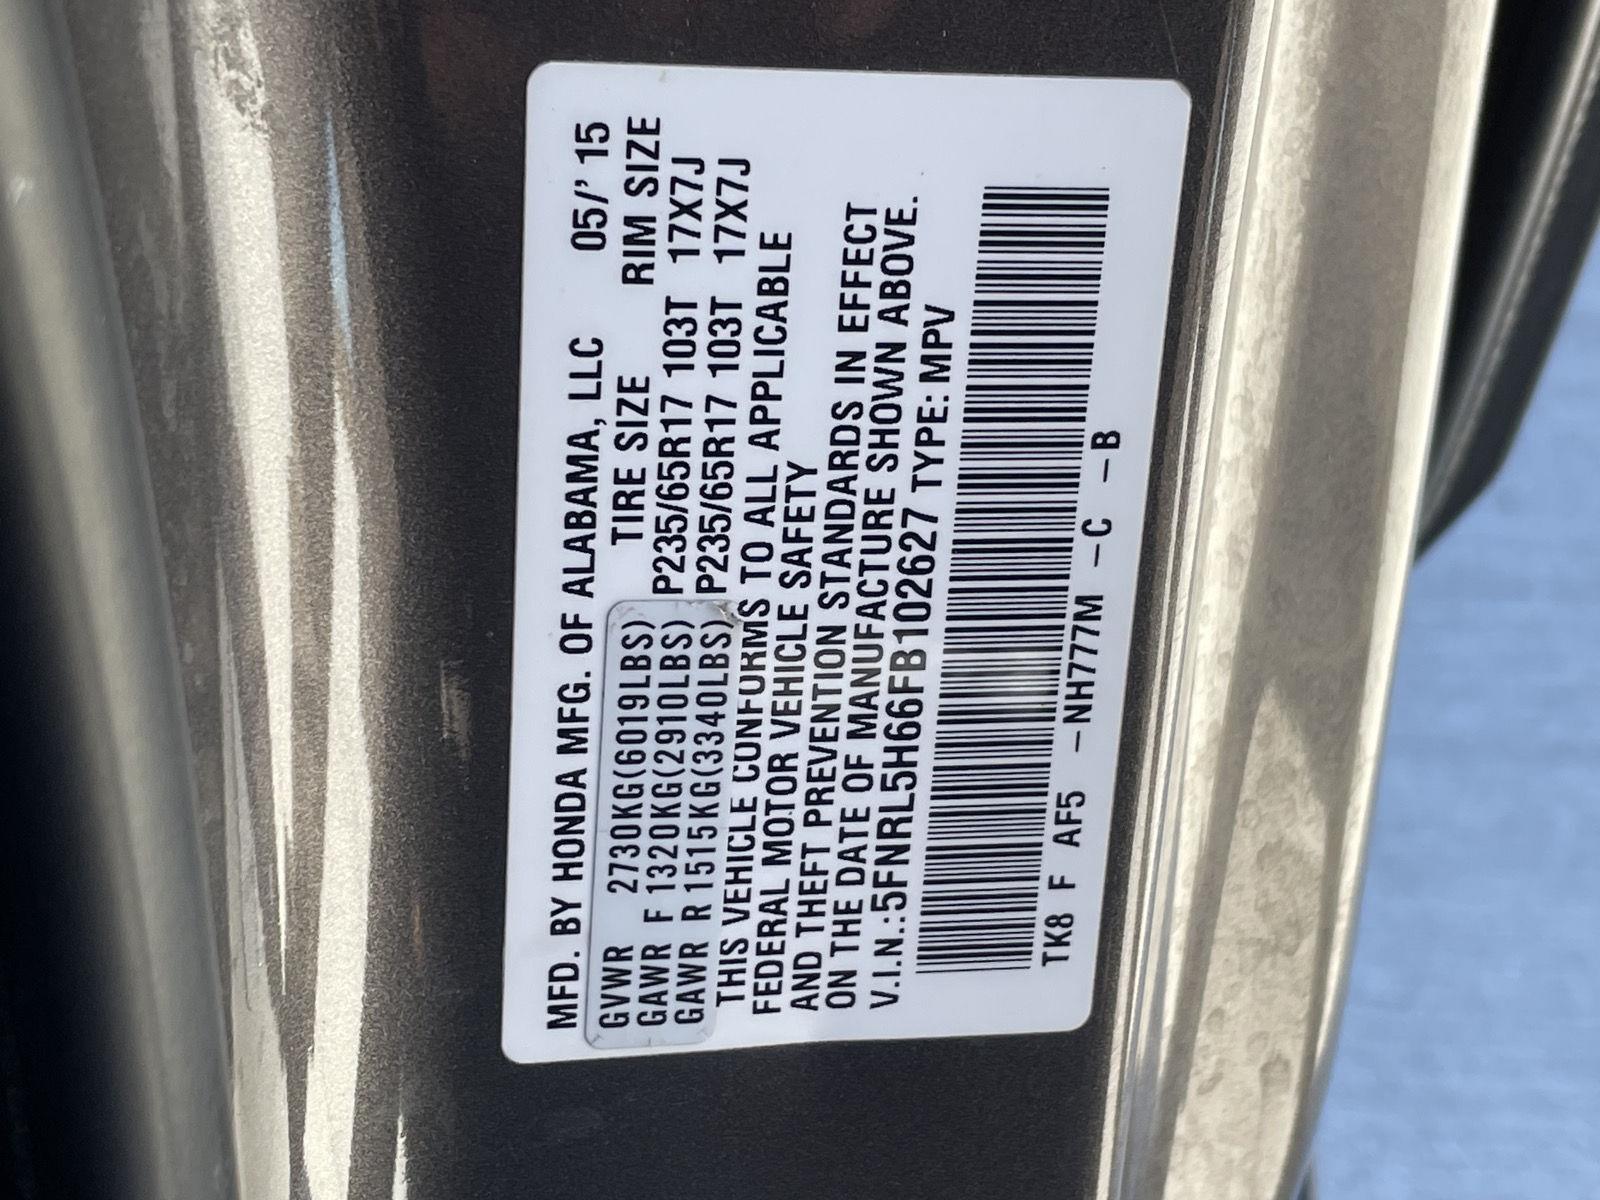 MFD. BY HONDA MFG. OF ALABAMA, LLC 05/'15
TIRE SIZE RIM SIZE
GVWR 2730KG(6019LBS)
GAWR F 1320KG(2910LBS) P235/65R17 103T 17X7J
GAWR R 1515KG(3340LBS) P235/65R17 103T 17X7J
THIS VEHICLE CONFORMS TO ALL APPLICABLE
FEDERAL MOTOR VEHICLE SAFETY
AND THEFT PREVENTION STANDARDS IN EFFECT
ON THE DATE OF MANUFACTURE SHOWN ABOVE.
V.I.N.:5FNRL5H66FB102627 TYPE: MPV
TK8 F AF5 -NH777M -C -B